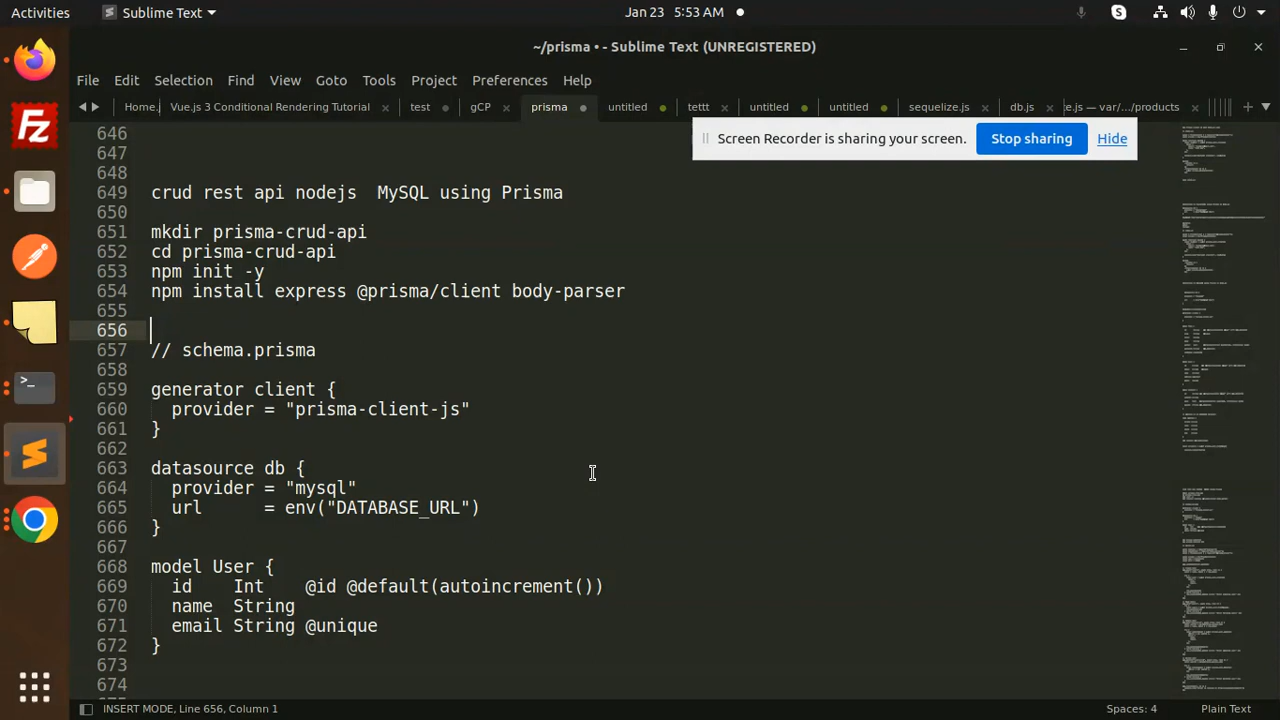 Activities
Sublime Text
Jan 23 5:53 AM
~/prisma • - Sublime Text (UNREGISTERED)
File Edit Selection Find View Goto Tools Project Preferences Help
Home.j Vue.js 3 Conditional Rendering Tutorial test gCP prisma untitled tettt untitled untitled sequelize.js db.js te.js — var/.../products
Screen Recorder is sharing your screen. Stop sharing Hide
646
647
648
649 crud rest api nodejs  MySQL using Prisma
650
651 mkdir prisma-crud-api
652 cd prisma-crud-api
653 npm init -y
654 npm install express @prisma/client body-parser
655
656
657 // schema.prisma
658
659 generator client {
660   provider = "prisma-client-js"
661 }
662
663 datasource db {
664   provider = "mysql"
665   url      = env("DATABASE_URL")
666 }
667
668 model User {
669   id    Int    @id @default(autoincrement())
670   name  String
671   email String @unique
672 }
673
674
INSERT MODE, Line 656, Column 1
Spaces: 4
Plain Text